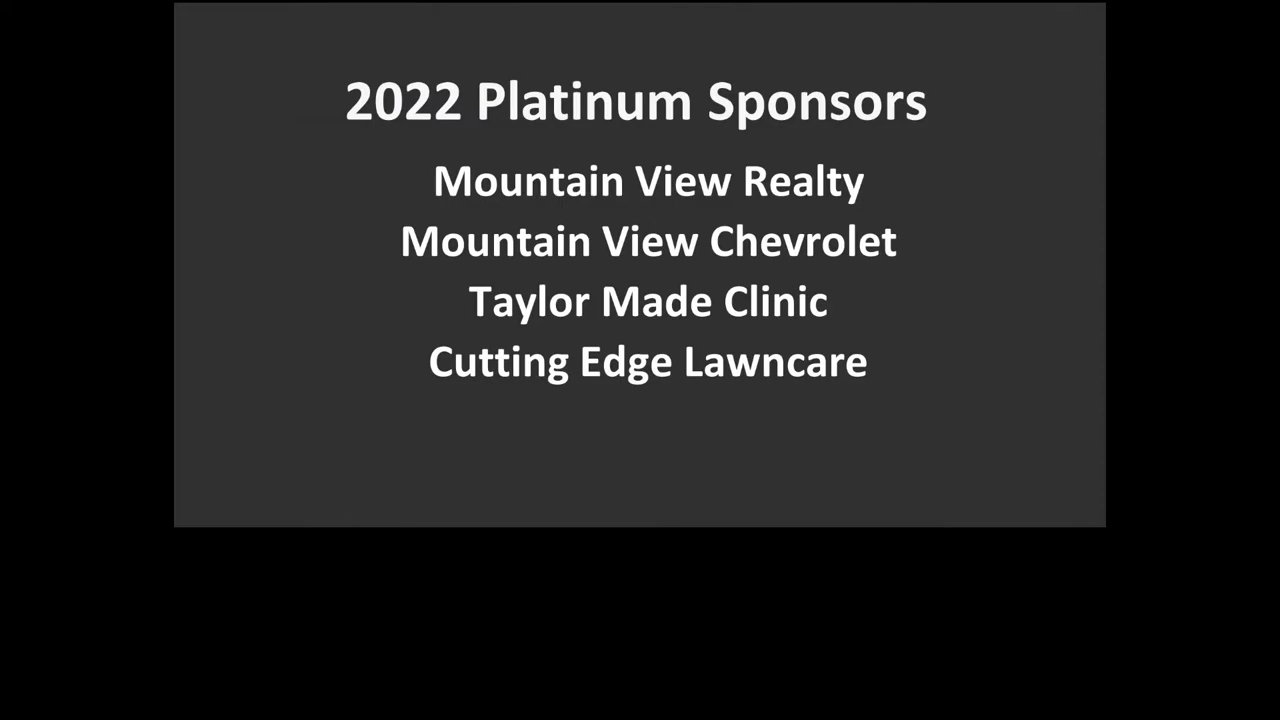 2022 Platinum Sponsors
Mountain View Realty
Mountain View Chevrolet
Taylor Made Clinic
Cutting Edge Lawncare